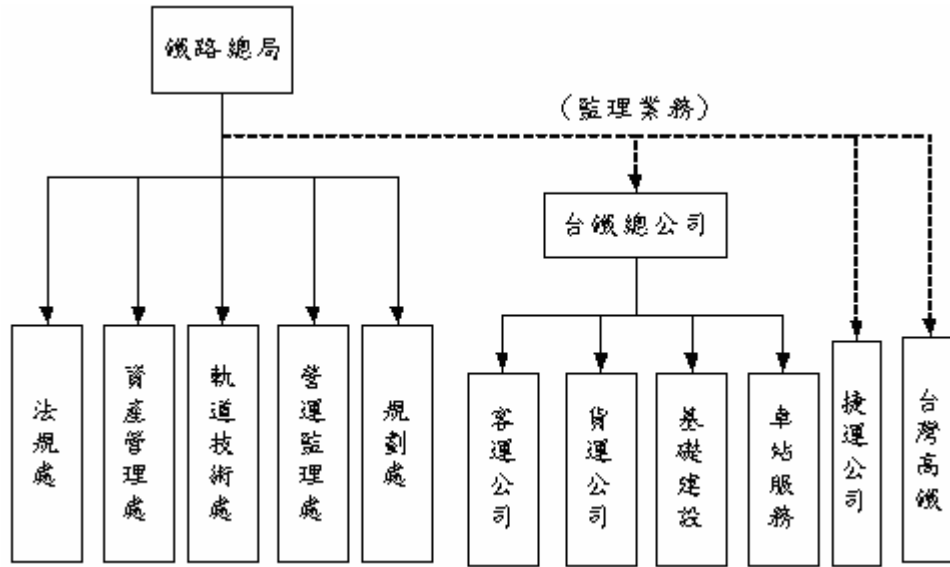 鐵路總局
(監理業務)
台鐵總公司
法規處
資產管理處
軌道技術處
營運監理處
規劃處
客運公司
貨運公司
基礎建設
車站服務
捷運公司
台灣高鐵